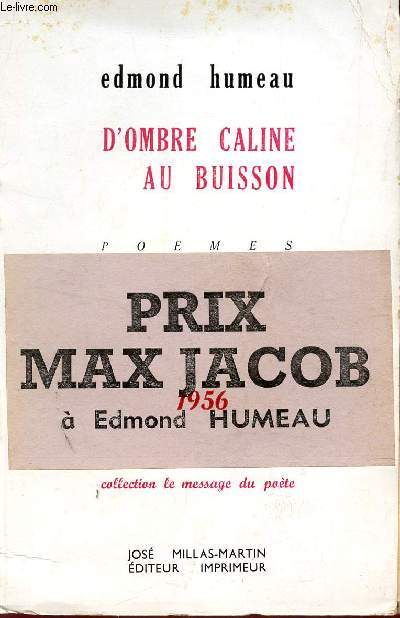 Le-livre.com
edmond humeau
D'OMBRE CALINE
AU BUISSON
POEMES
PRIX
MAX JACOB
1956
à Edmond HUMEAU
collection le message du poète
JOSÉ MILLAS-MARTIN
ÉDITEUR IMPRIMEUR